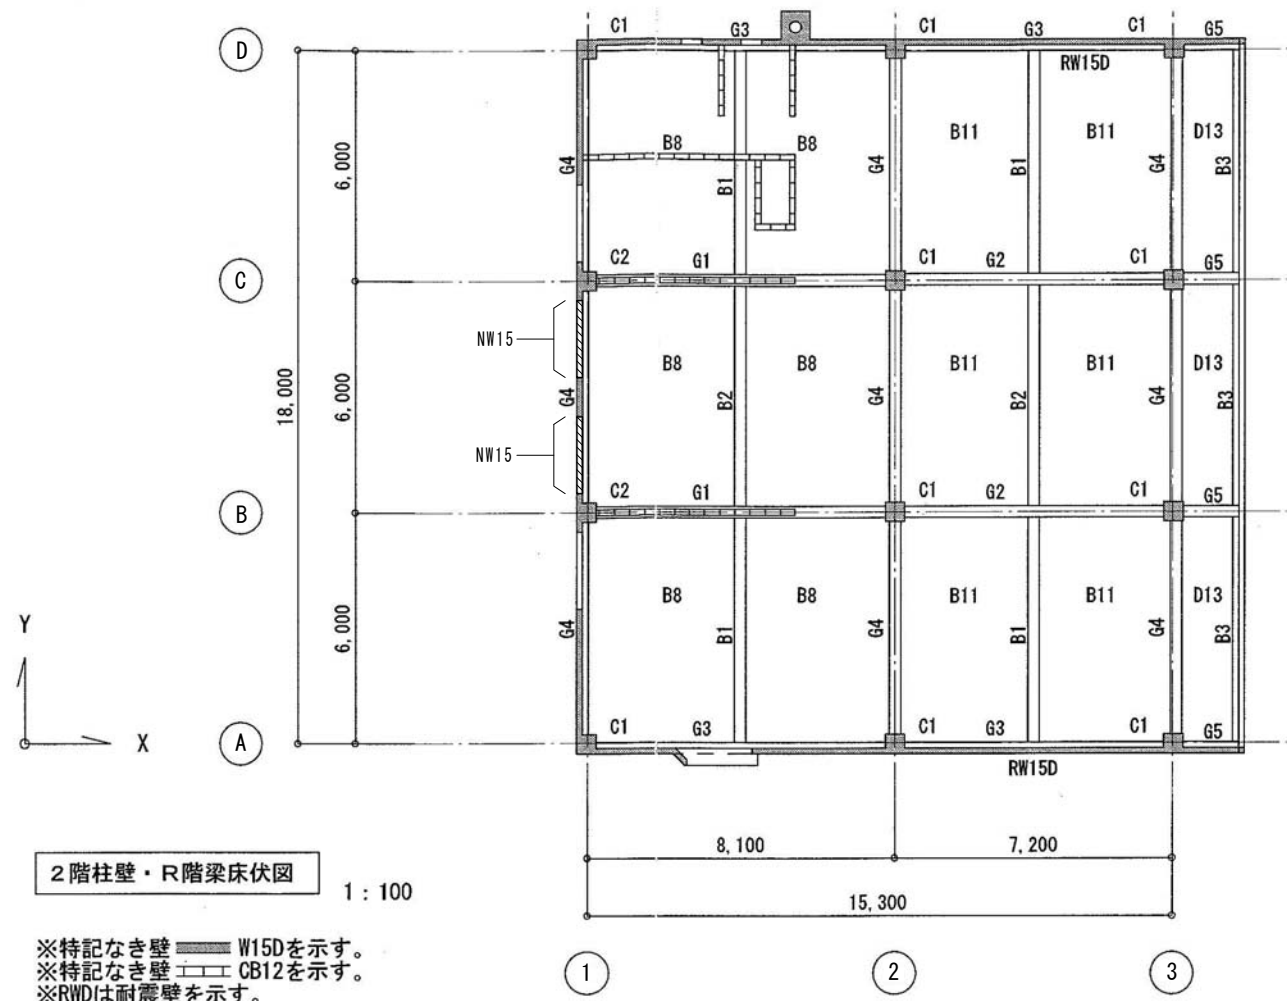 C1 G3 C1 G3 C1 G5
D
RW15D
B11 B11 D13
B8 B8
6,000 G4 B1 G4 B1 G4 B3
C2 G1 C1 G2 C1 G5
C
NW15
B8 B8 B11 B11 D13
18,000 6,000 G4 B2 G4 B2 G4 B3
NW15
C2 G1 C1 G2 C1 G5
B
B8 B8 B11 B11 D13
6,000 G4 B1 G4 B1 G4 B3
Y
C1 G3 C1 G3 C1 G5
X A
RW15D
8,100 7,200
2階柱壁・R階梁床伏図
1:100
15,300
※特記なき壁 W15Dを示す。
※特記なき壁 CB12を示す。
※RWDは耐震壁を示す。
1 2 3